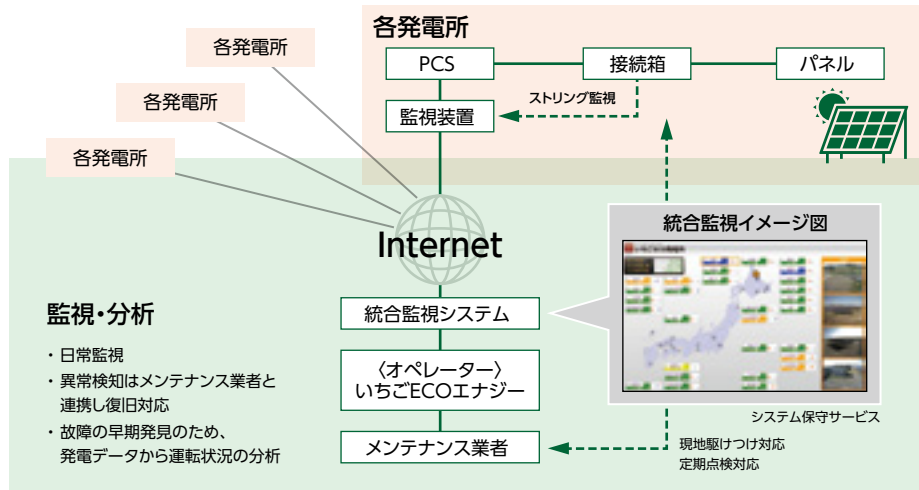 各発電所
各発電所
PCS
接続箱
パネル
各発電所
ストリング監視
監視装置
各発電所
Internet
統合監視イメージ図
監視・分析
・日常監視
・異常検知はメンテナンス業者と
連携し復旧対応
・故障の早期発見のため、
発電データから運転状況の分析
統合監視システム
〈オペレーター〉
いちごECOエナジー
メンテナンス業者
システム保守サービス
現地駆けつけ対応
定期点検対応